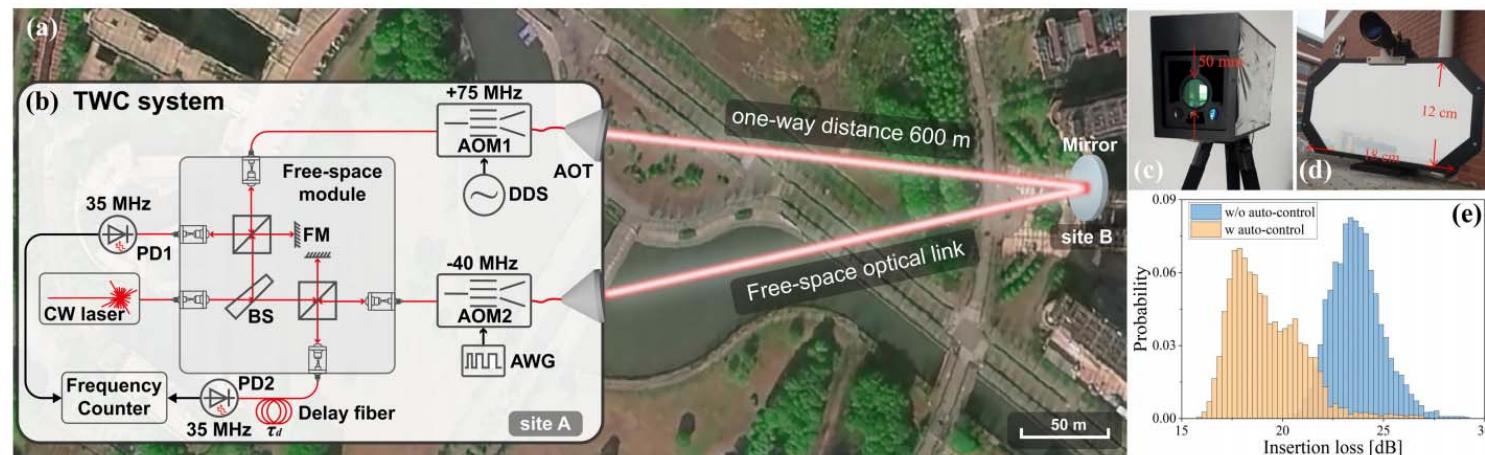 (a)
(b) TWC system
+75 MHz
AOM1
AOT
DDS
Free-space
module
35 MHz
PD1
FM
CW laser
BS
-40 MHz
AOM2
AWG
Frequency
Counter
PD2
35 MHz
Delay fiber
τd
site A
one-way distance 600 m
Free-space optical link
Mirror
site B
50 m
(c)
50 mm
(d)
12 cm
18 cm
(e)
w/o auto-control
w auto-control
Probability
0.09
0.06
0.03
0.00
15 20 25 3
Insertion loss [dB]